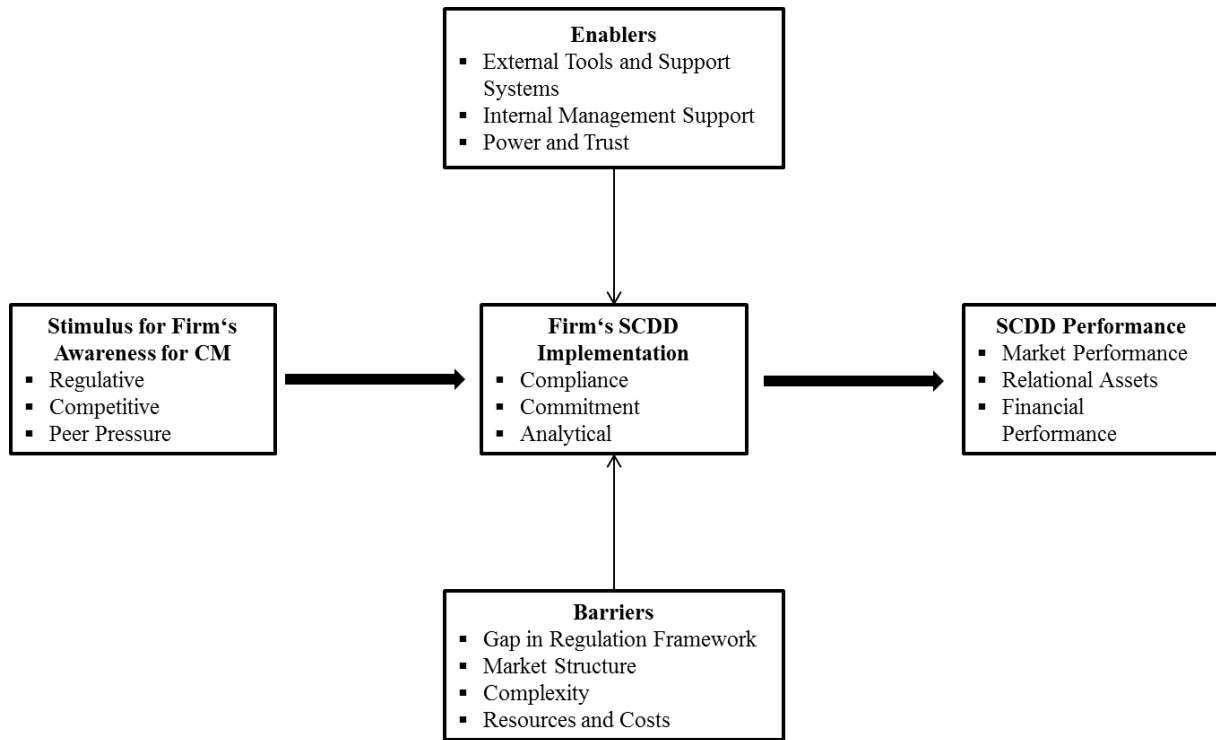 Enablers
▪ External Tools and Support
Systems
▪ Internal Management Support
▪ Power and Trust
Stimulus for Firm‘s
Awareness for CM
▪ Regulative
▪ Competitive
▪ Peer Pressure
Firm‘s SCDD
Implementation
▪ Compliance
▪ Commitment
▪ Analytical
SCDD Performance
▪ Market Performance
▪ Relational Assets
▪ Financial
Performance
Barriers
▪ Gap in Regulation Framework
▪ Market Structure
▪ Complexity
▪ Resources and Costs